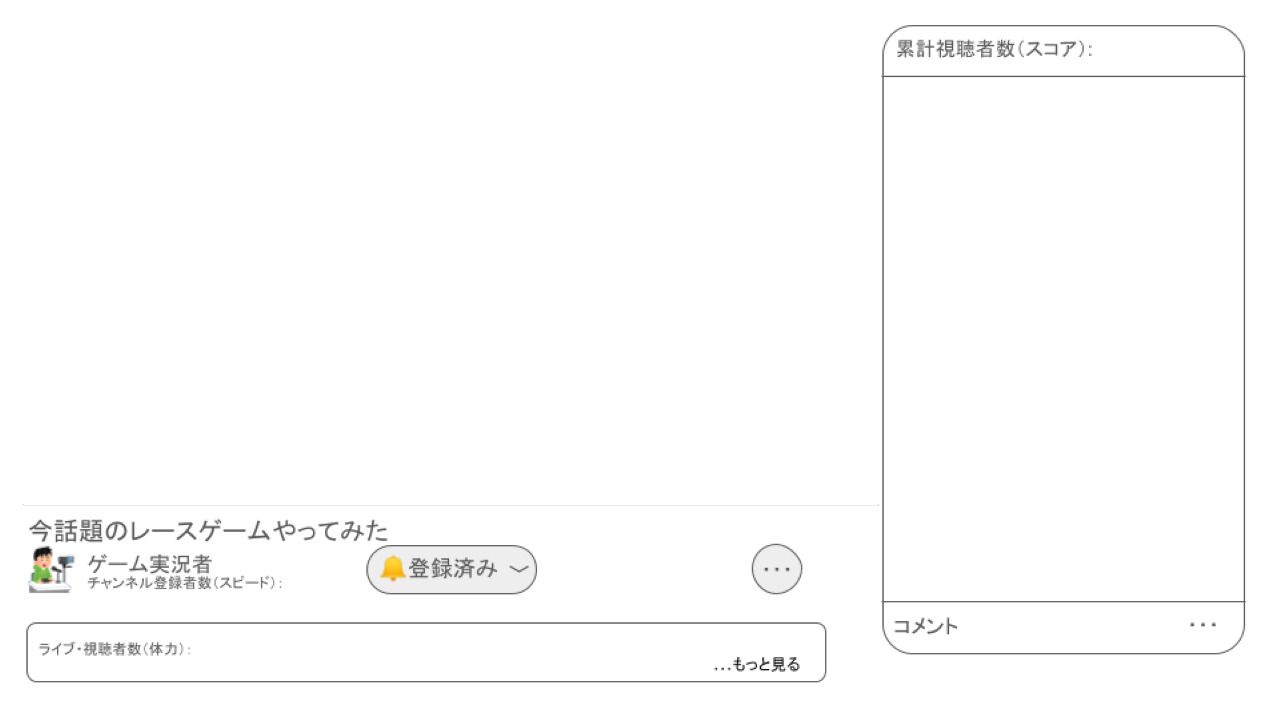 累計視聴者数(スコア):
今話題のレースゲームやってみた
ゲーム実況者
チャンネル登録者数(スピード):
登録済み
...
ライブ・視聴者数(体力):
...もっと見る
コメント
...